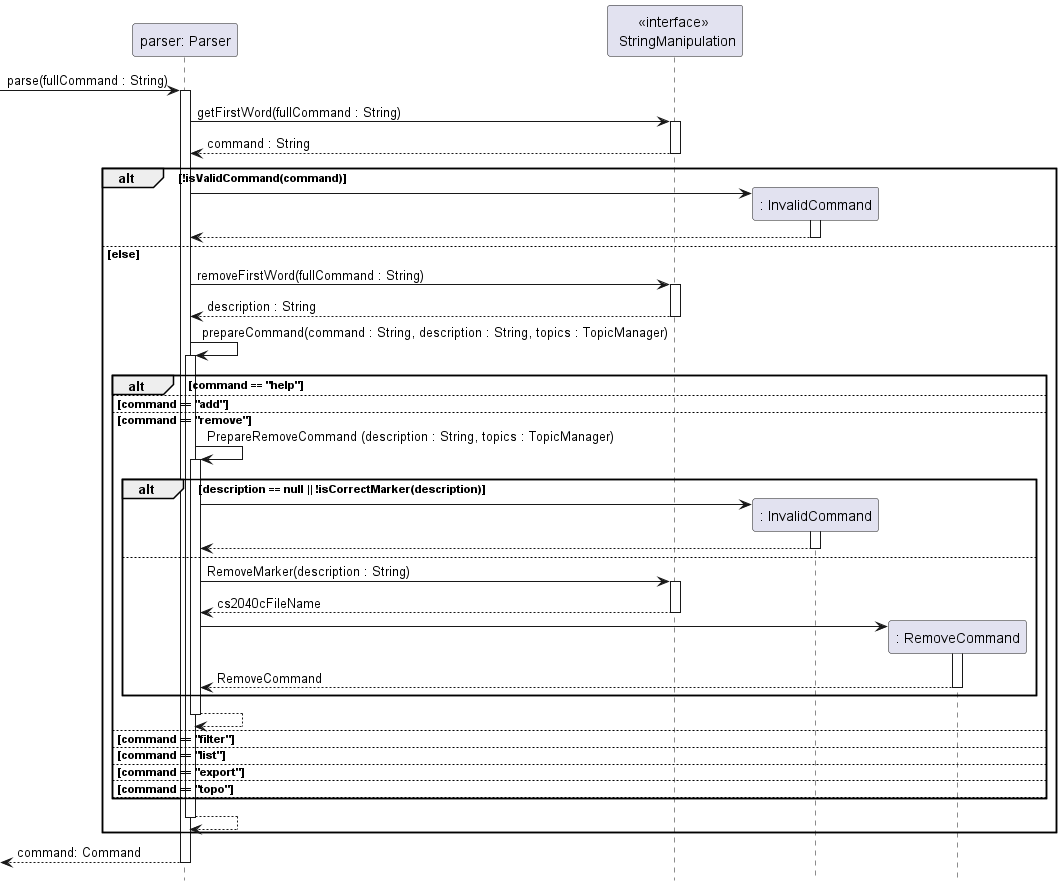 «interface»
parser: Parser
StringManipulation
parse(fullCommand : String)
getFirstWord(fullCommand : String)
command : String
alt
[!isValidCommand(command)]
: InvalidCommand
[else]
removeFirstWord(fullCommand : String)
description : String
prepareCommand(command : String, description : String, topics : TopicManager)
alt
[command == "help"]
[command == "add"]
[command == "remove"]
PrepareRemoveCommand (description : String, topics : TopicManager)
alt
[description == null || !isCorrectMarker(description)]
: InvalidCommand
RemoveMarker(description : String)
cs2040cFileName
: RemoveCommand
RemoveCommand
[command == "filter"]
[command == "list"]
[command == "export"]
[command == "topo"]
command: Command